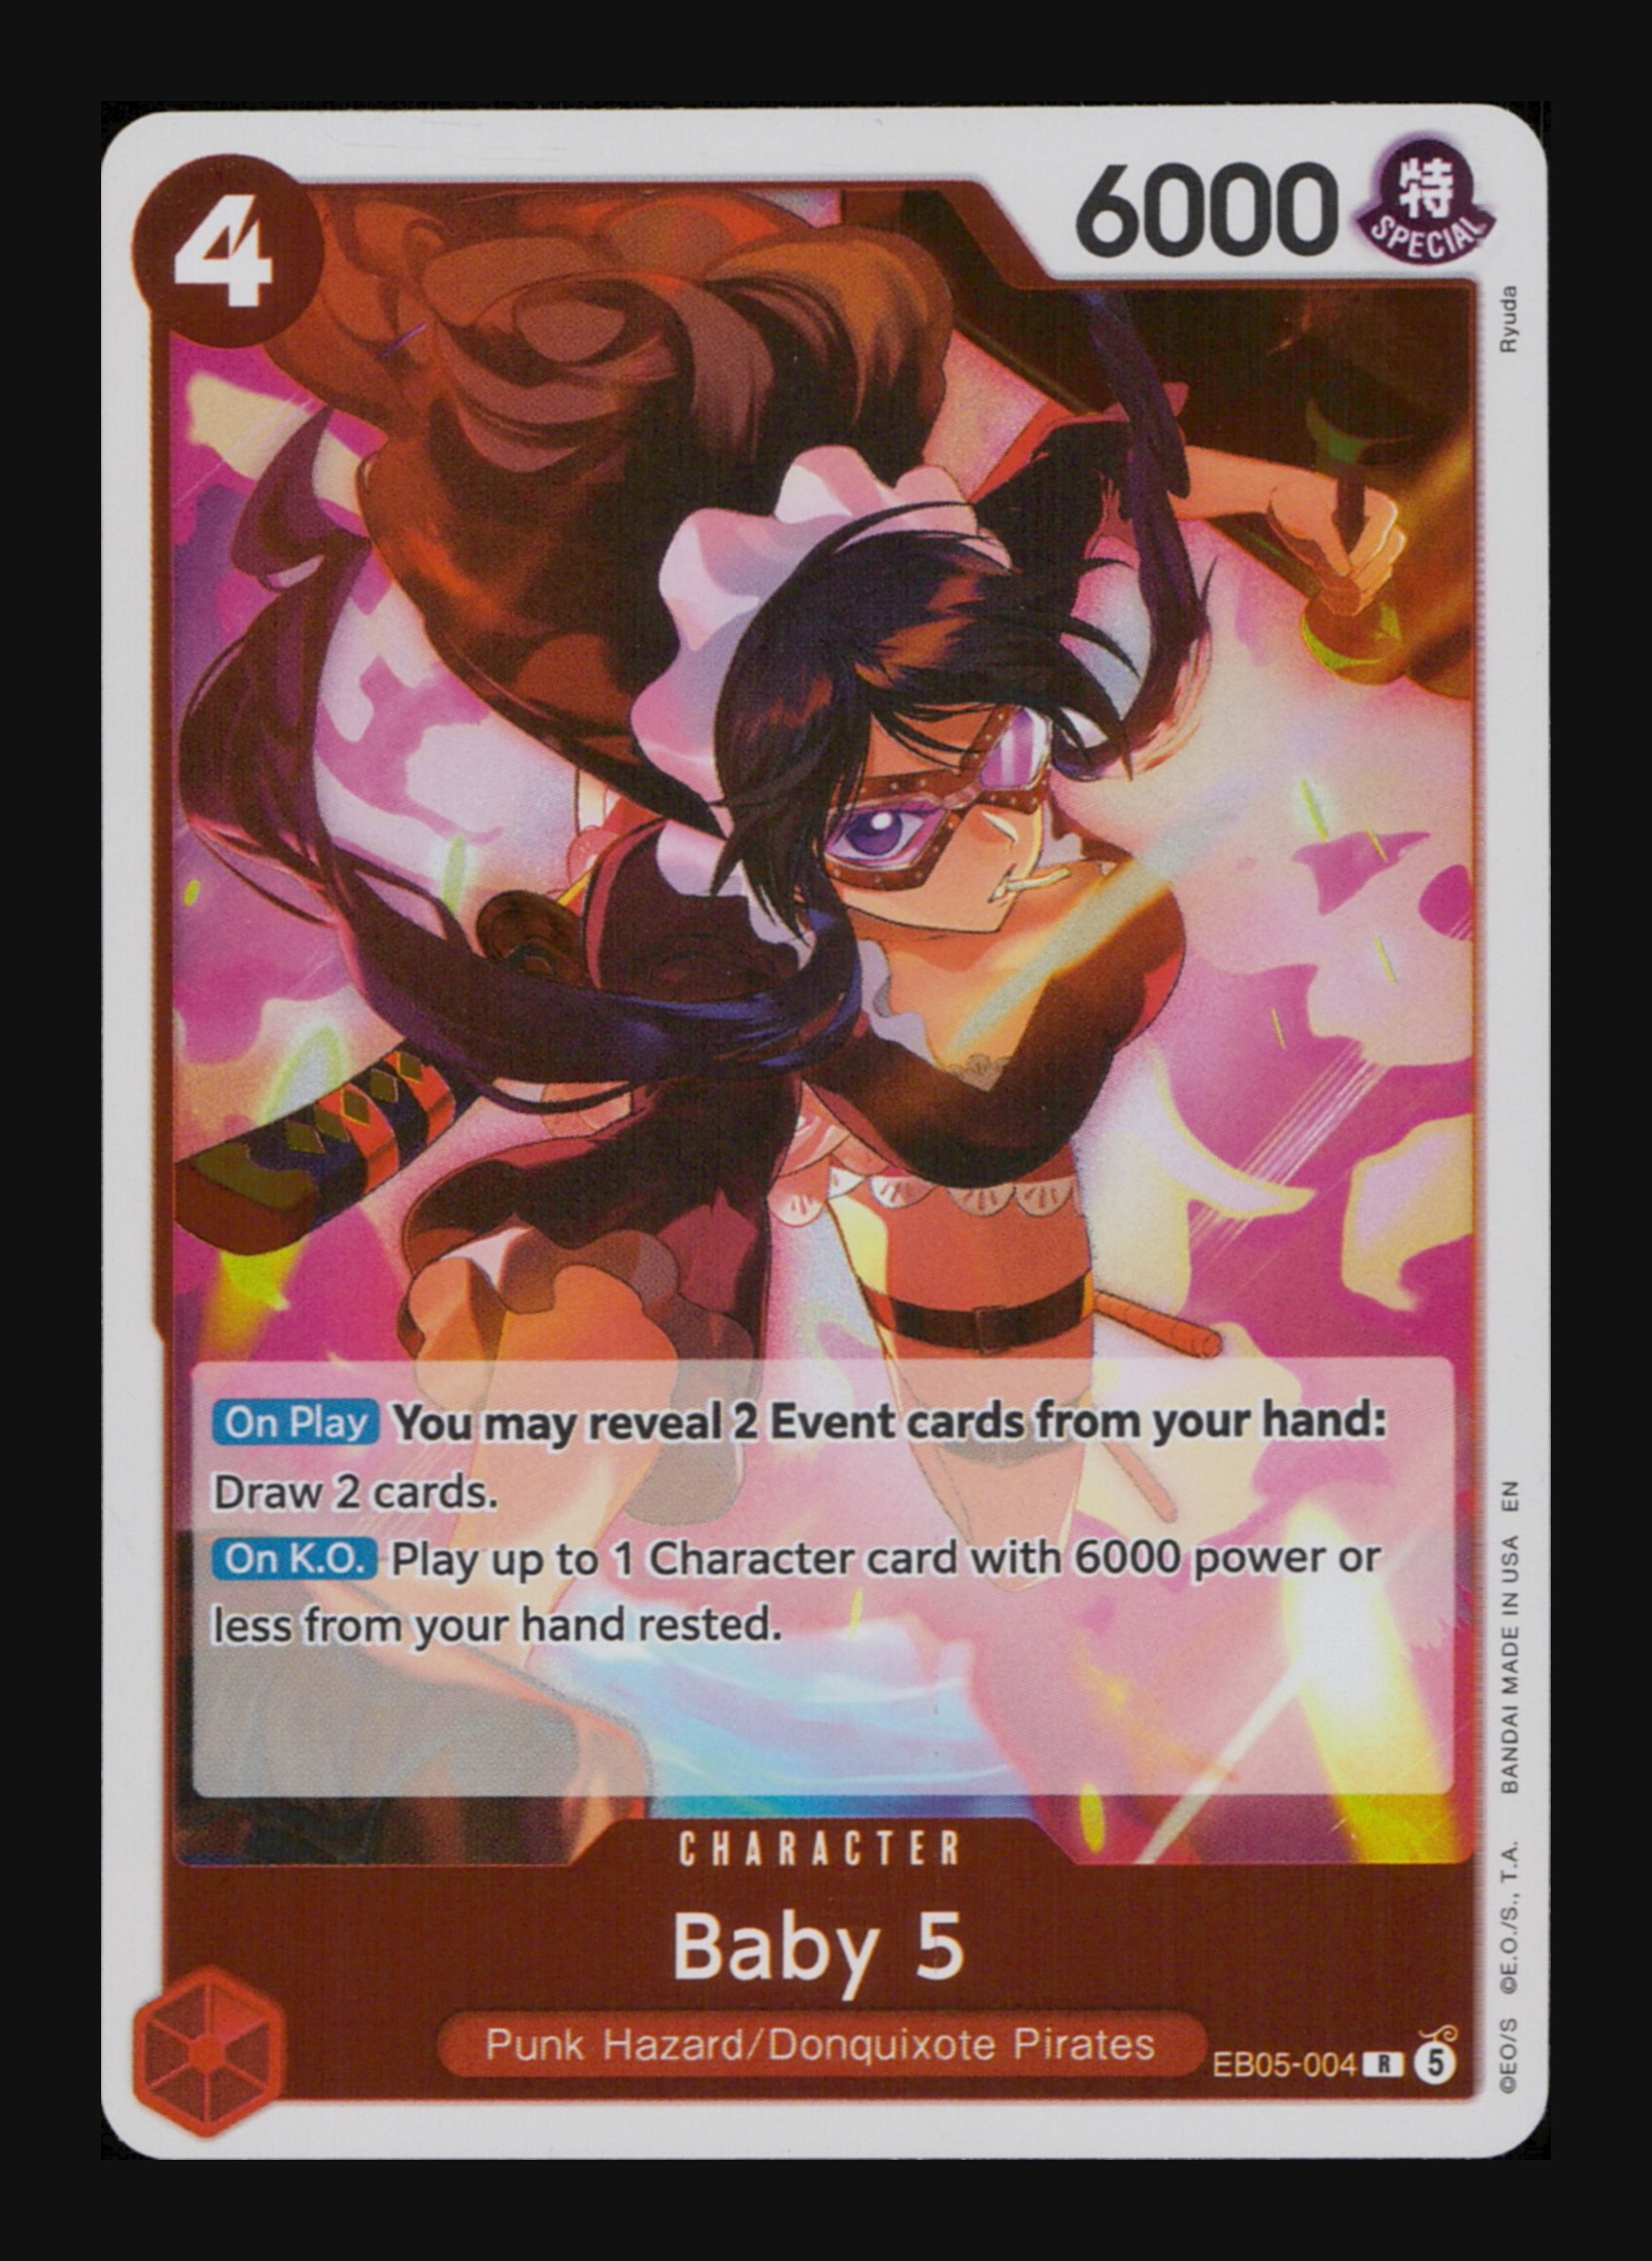 4
6000
特
SPECIAL
Ryuda
On Play You may reveal 2 Event cards from your hand:
Draw 2 cards.
On K.O. Play up to 1 Character card with 6000 power or
less from your hand rested.
CHARACTER
Baby 5
Punk Hazard/Donquixote Pirates
EB05-004 R 5
©EO/S ©E.O./S., T.A. BANDAI MADE IN USA EN